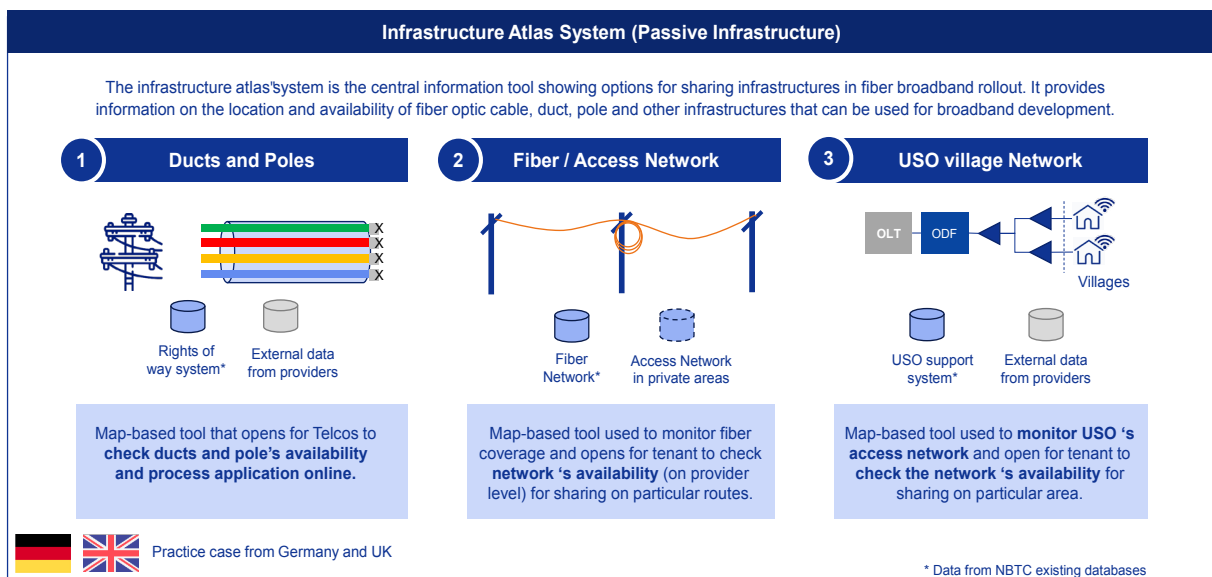 Infrastructure Atlas System (Passive Infrastructure)
The infrastructure atlas'system is the central information tool showing options for sharing infrastructures in fiber broadband rollout. It provides
information on the location and availability of fiber optic cable, duct, pole and other infrastructures that can be used for broadband development.
1
Ducts and Poles
X
X
X
X
Rights of
way system*
External data
from providers
Map-based tool that opens for Telcos to
check ducts and pole's availability
and process application online.
2
Fiber / Access Network
Fiber
Network*
Access Network
in private areas
Map-based tool used to monitor fiber
coverage and opens for tenant to check
network ‘s availability (on provider
level) for sharing on particular routes.
3
USO village Network
OLT
ODF
Villages
USO support
system*
External data
from providers
Map-based tool used to monitor USO ‘s
access network and open for tenant to
check the network ‘s availability for
sharing on particular area.
Practice case from Germany and UK
* Data from NBTC existing databases